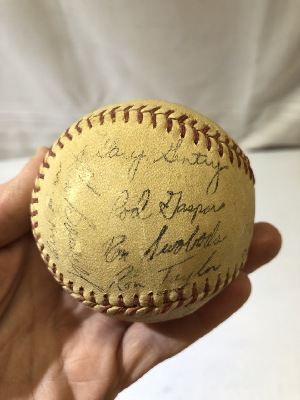 Gary Gentry
Rod Gaspar
Ron Swoboda
Ron Taylor